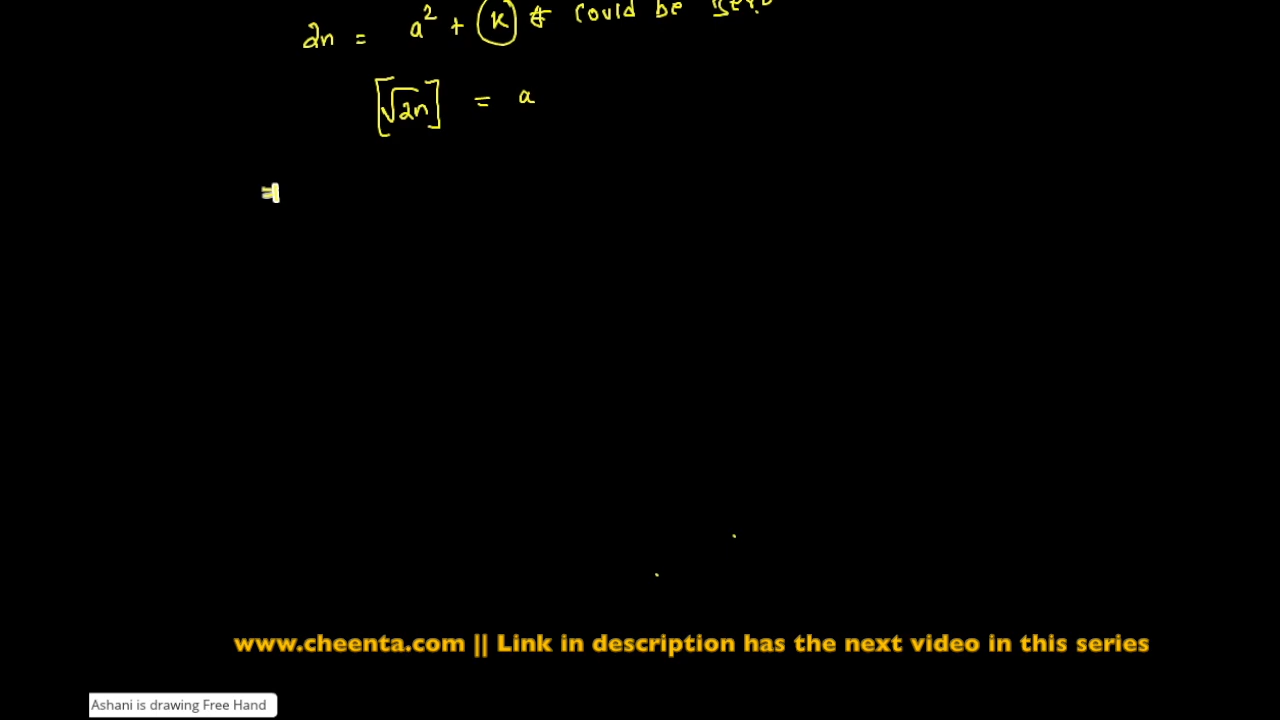 2n = a² + k ← could be zero
[√2n] = a
=
www.cheenta.com || Link in description has the next video in this series
Ashani is drawing Free Hand